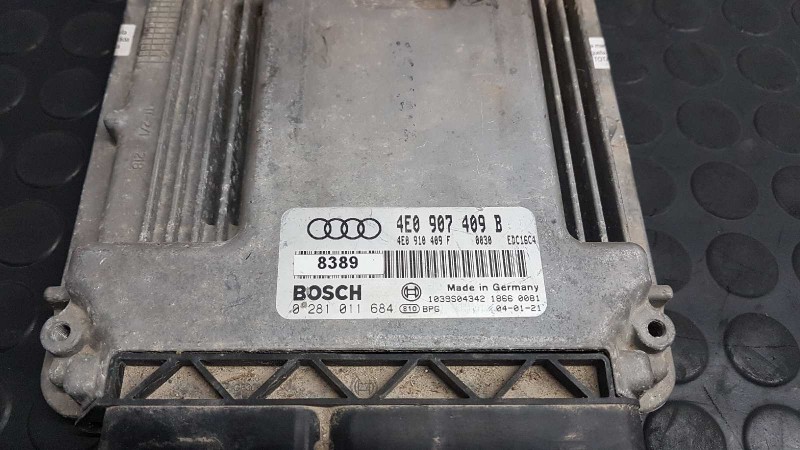 4E0 907 409 B
4E0 910 409 F 0030 EDC16C4
8389
BOSCH
Made in Germany
1039S04342 1866 0081
0 281 011 684 e10 BPG 04-01-21